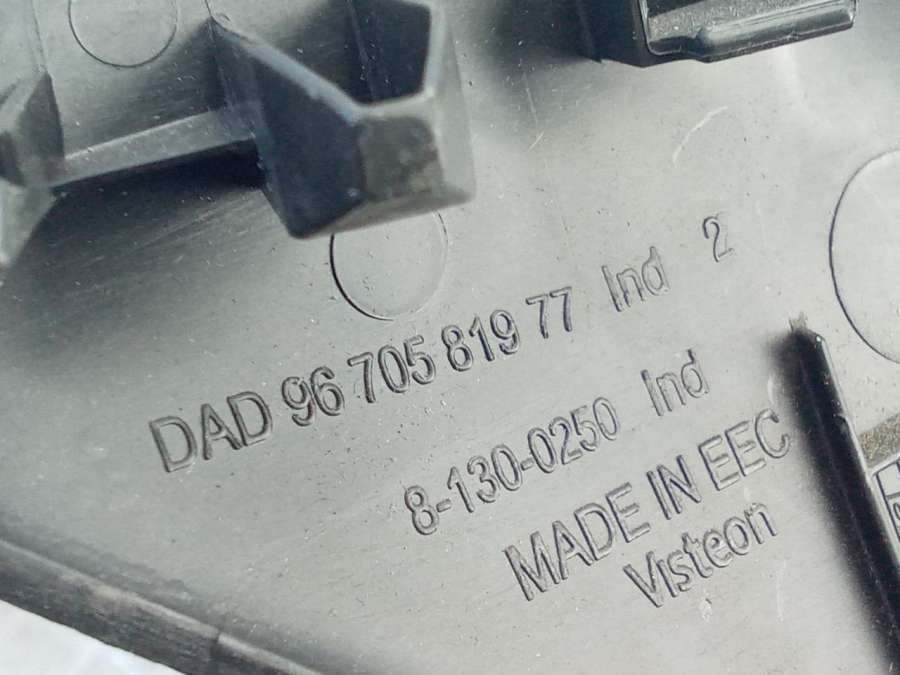 DAD 96 705 819 77 Ind 2
8-130-0250 Ind
MADE IN EEC
Visteon